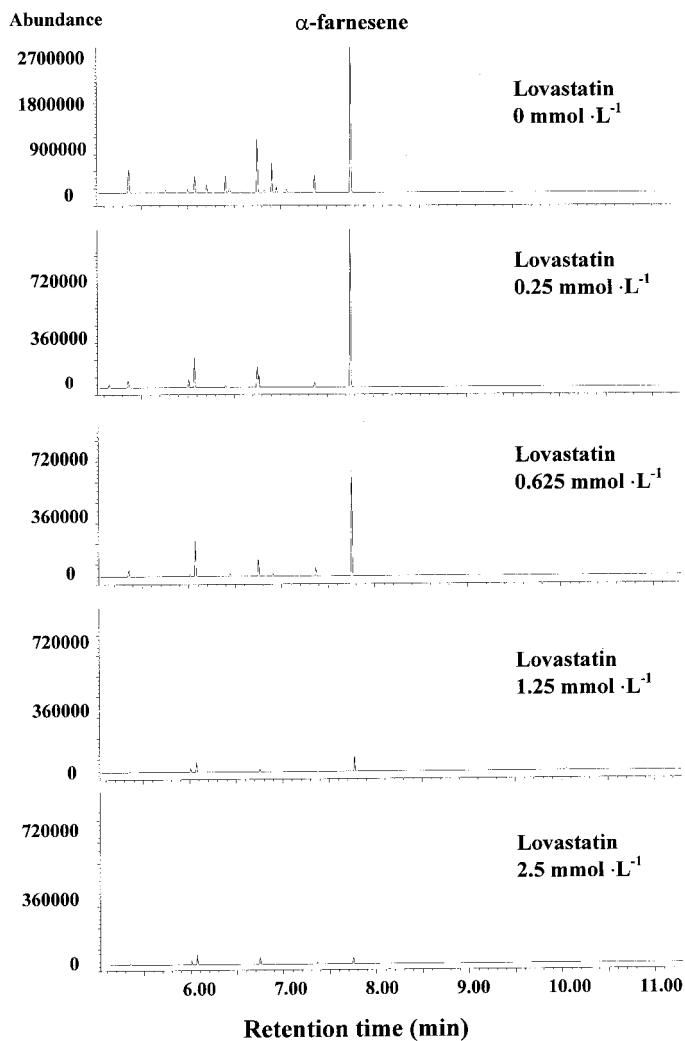 Abundance
α-farnesene
2700000
1800000
900000
0
Lovastatin
0 mmol ·L⁻¹
720000
360000
0
Lovastatin
0.25 mmol ·L⁻¹
720000
360000
0
Lovastatin
0.625 mmol ·L⁻¹
720000
360000
0
Lovastatin
1.25 mmol ·L⁻¹
720000
360000
0
Lovastatin
2.5 mmol ·L⁻¹
6.00 7.00 8.00 9.00 10.00 11.00
Retention time (min)